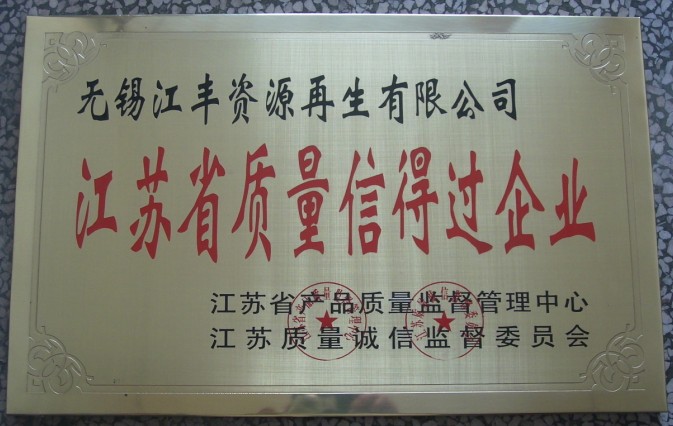 无锡江丰资源再生有限公司
江苏省质量信得过企业
江苏省产品质量监督管理中心
江苏质量诚信监督委员会